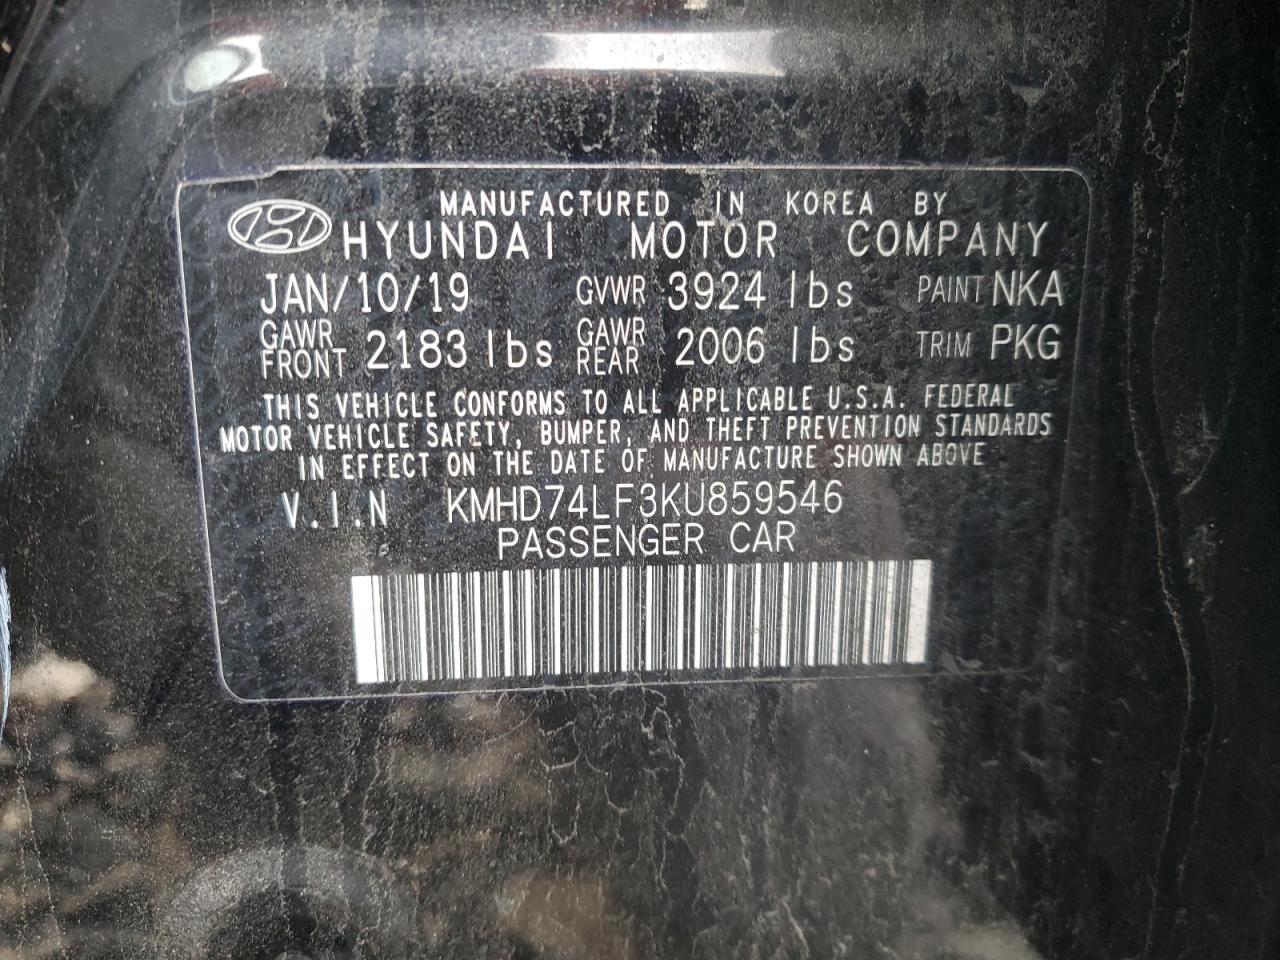 MANUFACTURED IN KOREA BY
HYUNDAI MOTOR COMPANY
JAN/10/19 GVWR 3924 lbs PAINT NKA
GAWR FRONT 2183 lbs GAWR REAR 2006 lbs TRIM PKG
THIS VEHICLE CONFORMS TO ALL APPLICABLE U.S.A. FEDERAL
MOTOR VEHICLE SAFETY, BUMPER, AND THEFT PREVENTION STANDARDS
IN EFFECT ON THE DATE OF MANUFACTURE SHOWN ABOVE
V.I.N KMHD74LF3KU859546
PASSENGER CAR